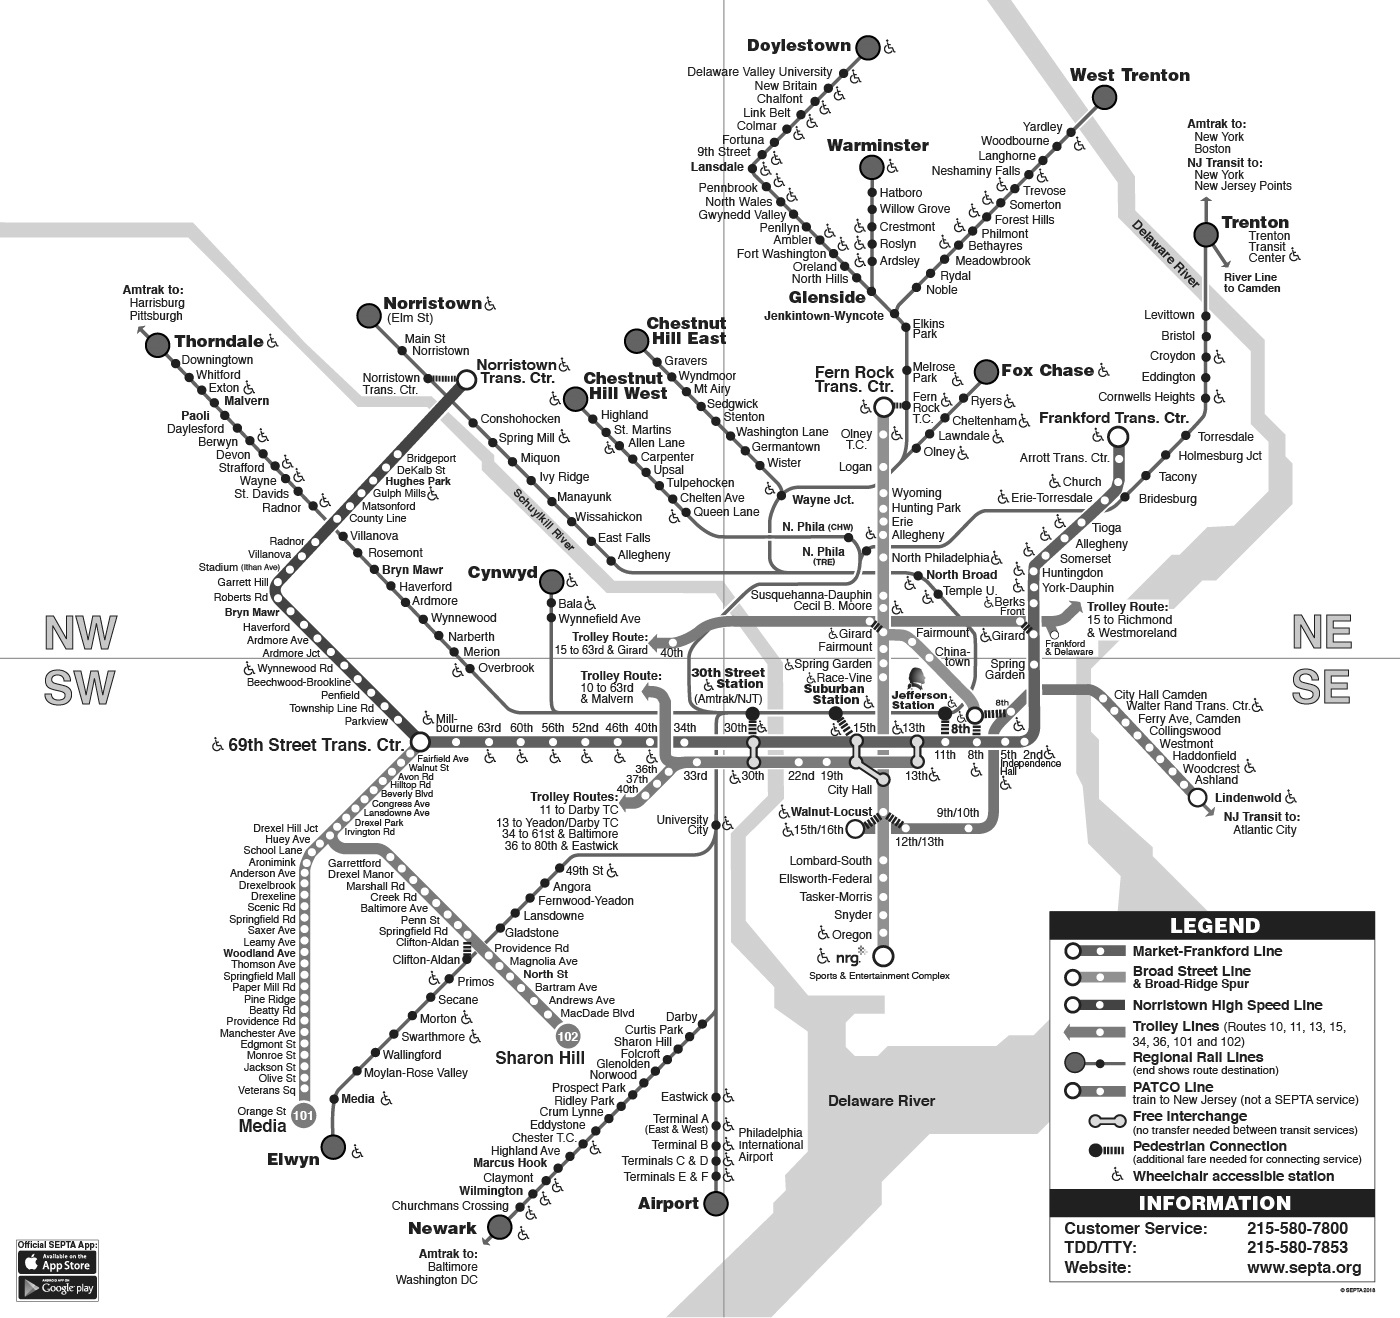 Doylestown
Delaware Valley University
New Britain
Chalfont
Link Belt
Colmar
Fortuna
9th Street
Lansdale
Pennbrook
North Wales
Gwynedd Valley
Penllyn
Ambler
Fort Washington
Oreland
North Hills
Glenside
Jenkintown-Wyncote
Elkins
Park
Melrose
Park
Fern
Rock
T.C.
Warminster
Hatboro
Willow Grove
Crestmont
Roslyn
Ardsley
West Trenton
Yardley
Woodbourne
Langhorne
Neshaminy Falls
Trevose
Somerton
Forest Hills
Philmont
Bethayres
Meadowbrook
Rydal
Noble
Amtrak to:
New York
Boston
NJ Transit to:
New York
New Jersey Points
Trenton
Trenton
Transit
Center
River Line
to Camden
Delaware River
Levittown
Bristol
Croydon
Eddington
Cornwells Heights
Torresdale
Holmesburg Jct
Tacony
Bridesburg
Amtrak to:
Harrisburg
Pittsburgh
Thorndale
Downingtown
Whitford
Exton
Malvern
Paoli
Daylesford
Berwyn
Devon
Strafford
Wayne
St. Davids
Radnor
Villanova
Rosemont
Bryn Mawr
Haverford
Ardmore
Wynnewood
Narberth
Merion
Overbrook
Norristown
(Elm St)
Main St
Norristown
Norristown
Trans. Ctr.
Norristown
Trans. Ctr.
Conshohocken
Spring Mill
Miquon
Ivy Ridge
Manayunk
Wissahickon
East Falls
Allegheny
Schuylkill River
Chestnut
Hill East
Gravers
Wyndmoor
Mt Airy
Sedgwick
Stenton
Washington Lane
Germantown
Wister
Wayne Jct.
Chestnut
Hill West
Highland
St. Martins
Allen Lane
Carpenter
Upsal
Tulpehocken
Chelten Ave
Queen Lane
N. Phila (CHW)
N. Phila
(TRE)
Fox Chase
Ryers
Cheltenham
Lawndale
Olney
Fern Rock
Trans. Ctr.
Olney
T.C.
Logan
Wyoming
Hunting Park
Erie
Allegheny
North Philadelphia
North Broad
Temple U.
Susquehanna-Dauphin
Cecil B. Moore
Girard
Fairmount
Spring Garden
Race-Vine
Fairmount
China-
town
Frankford Trans. Ctr.
Arrott Trans. Ctr.
Church
Erie-Torresdale
Tioga
Allegheny
Somerset
Huntingdon
York-Dauphin
Berks
Front
Girard
Spring
Garden
Trolley Route:
15 to Richmond
& Westmoreland
Frankford
& Delaware
NW
SW
NE
SE
Bridgeport
DeKalb St
Hughes Park
Gulph Mills
Matsonford
County Line
Radnor
Villanova
Stadium (Ithan Ave)
Garrett Hill
Roberts Rd
Bryn Mawr
Haverford
Ardmore Ave
Ardmore Jct
Wynnewood Rd
Beechwood-Brookline
Penfield
Township Line Rd
Parkview
Cynwyd
Bala
Wynnefield Ave
Trolley Route:
15 to 63rd & Girard
40th
Trolley Route:
10 to 63rd
& Malvern
30th Street
Station
(Amtrak/NJT)
Suburban
Station
Jefferson
Station
8th
69th Street Trans. Ctr.
Mill-
bourne
63rd
60th
56th
52nd
46th
40th
34th
30th
15th
13th
8th
11th
8th
5th
Independence
Hall
2nd
36th
37th
40th
33rd
30th
22nd
19th
13th
City Hall
Trolley Routes:
11 to Darby TC
13 to Yeadon/Darby TC
34 to 61st & Baltimore
36 to 80th & Eastwick
Walnut-Locust
15th/16th
12th/13th
9th/10th
Lombard-South
Ellsworth-Federal
Tasker-Morris
Snyder
Oregon
nrg
Sports & Entertainment Complex
City Hall Camden
Walter Rand Trans. Ctr.
Ferry Ave, Camden
Collingswood
Westmont
Haddonfield
Woodcrest
Ashland
Lindenwold
NJ Transit to:
Atlantic City
Fairfield Ave
Walnut St
Avon Rd
Hilltop Rd
Beverly Blvd
Congress Ave
Lansdowne Ave
Drexel Park
Irvington Rd
Drexel Hill Jct
Huey Ave
School Lane
Aronimink
Anderson Ave
Drexelbrook
Drexeline
Scenic Rd
Springfield Rd
Saxer Ave
Leamy Ave
Woodland Ave
Thomson Ave
Springfield Mall
Paper Mill Rd
Pine Ridge
Beatty Rd
Providence Rd
Manchester Ave
Edgmont St
Monroe St
Jackson St
Olive St
Veterans Sq
Orange St
Media
101
Garrettford
Drexel Manor
Marshall Rd
Creek Rd
Baltimore Ave
Penn St
Springfield Rd
Clifton-Aldan
Clifton-Aldan
Providence Rd
Magnolia Ave
North St
Bartram Ave
Andrews Ave
MacDade Blvd
102
Sharon Hill
University
City
49th St
Angora
Fernwood-Yeadon
Lansdowne
Gladstone
Primos
Secane
Morton
Swarthmore
Wallingford
Moylan-Rose Valley
Media
Elwyn
Darby
Curtis Park
Sharon Hill
Folcroft
Glenolden
Norwood
Prospect Park
Ridley Park
Crum Lynne
Eddystone
Chester T.C.
Highland Ave
Marcus Hook
Claymont
Wilmington
Churchmans Crossing
Newark
Amtrak to:
Baltimore
Washington DC
Eastwick
Terminal A
(East & West)
Terminal B
Terminals C & D
Terminals E & F
Philadelphia
International
Airport
Airport
Delaware River
LEGEND
Market-Frankford Line
Broad Street Line
& Broad-Ridge Spur
Norristown High Speed Line
Trolley Lines (Routes 10, 11, 13, 15,
34, 36, 101 and 102)
Regional Rail Lines
(end shows route destination)
PATCO Line
train to New Jersey (not a SEPTA service)
Free Interchange
(no transfer needed between transit services)
Pedestrian Connection
(additional fare needed for connecting service)
Wheelchair accessible station
INFORMATION
Customer Service: 215-580-7800
TDD/TTY: 215-580-7853
Website: www.septa.org
© SEPTA 2018
Official SEPTA App:
Available on the
App Store
ANDROID APP ON
Google play